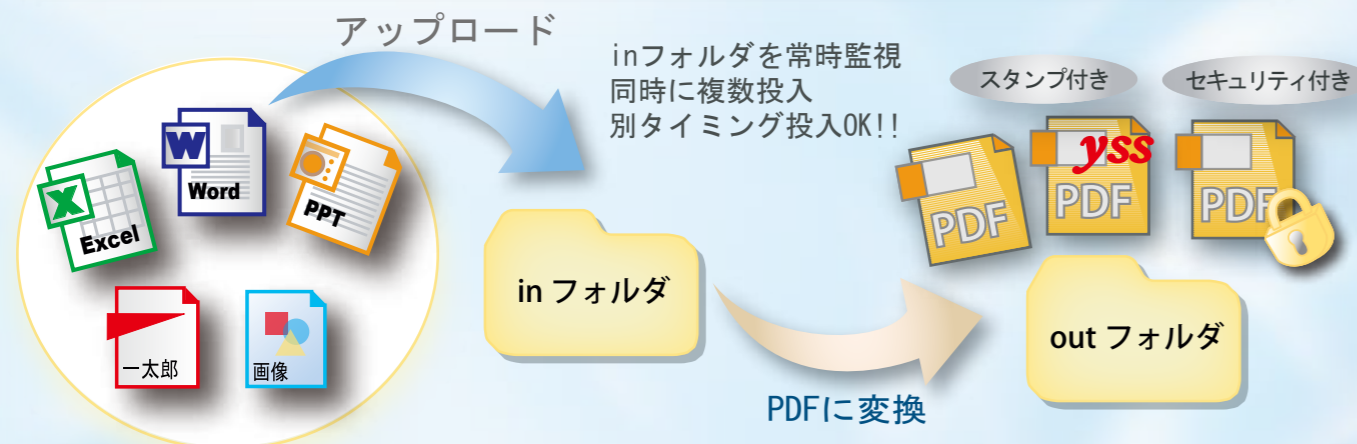 アップロード
inフォルダを常時監視
同時に複数投入
別タイミング投入OK!!
スタンプ付き
セキュリティ付き
X
Excel
W
Word
PPT
一太郎
画像
in フォルダ
PDFに変換
PDF
yss
PDF
PDF
out フォルダ